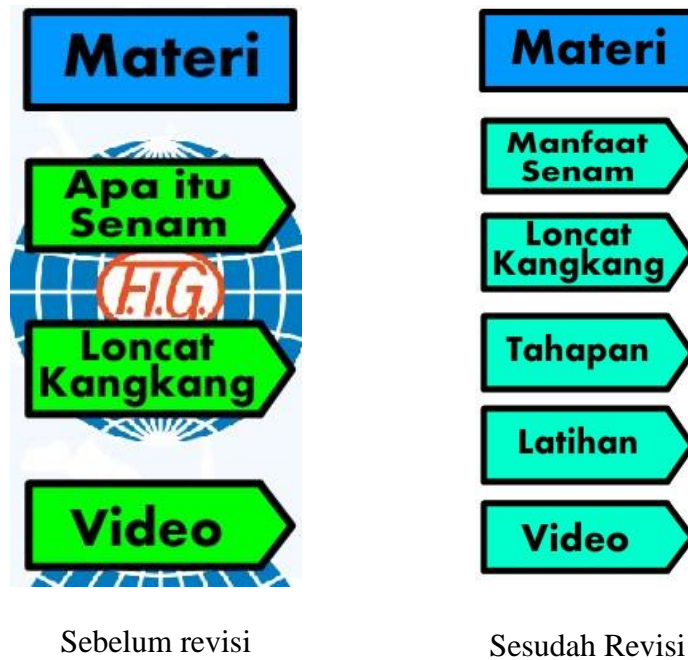 Materi
Apa itu
Senam
F.I.G.
Loncat
Kangkang
Video
Sebelum revisi
Materi
Manfaat
Senam
Loncat
Kangkang
Tahapan
Latihan
Video
Sesudah Revisi